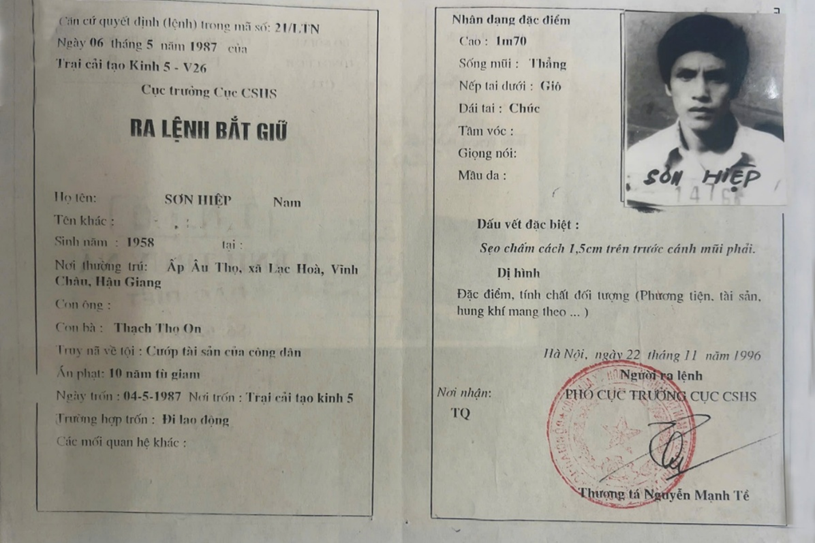 Căn cứ quyết định (lệnh) trong mã số: 21/LTN
Ngày 06 tháng 5 năm 1987 của
Trại cải tạo Kinh 5 - V26
Cục trưởng Cục CSHS
RA LỆNH BẮT GIỮ
Họ tên: SƠN HIỆP Nam
Tên khác :
Sinh năm : 1958 tại :
Nơi thường trú: Ấp Âu Thọ, xã Lạc Hoà, Vĩnh
Châu, Hậu Giang
Con ông :
Con bà : Thạch Thọ On
Truy nã về tội : Cướp tài sản của công dân
Án phạt: 10 năm tù giam
Ngày trốn : 04-5-1987 Nơi trốn : Trại cải tạo kinh 5
Trường hợp trốn : Đi lao động
Các mối quan hệ khác :
Nhân dạng đặc điểm
Cao : 1m70
Sống mũi : Thẳng
Nếp tai dưới : Giô
Dái tai : Chúc
Tầm vóc :
Giọng nói:
Mầu da :
SƠN HIỆP
Dấu vết đặc biệt :
Sẹo chấm cách 1,5cm trên trước cánh mũi phải.
Dị hình
Đặc điểm, tính chất đối tượng (Phương tiện, tài sản,
hung khí mang theo ... )
Hà Nội, ngày 22 tháng 11 năm 1996
Người ra lệnh
Nơi nhận: PHÓ CỤC TRƯỞNG CỤC CSHS
TQ
Thượng tá Nguyễn Mạnh Tề